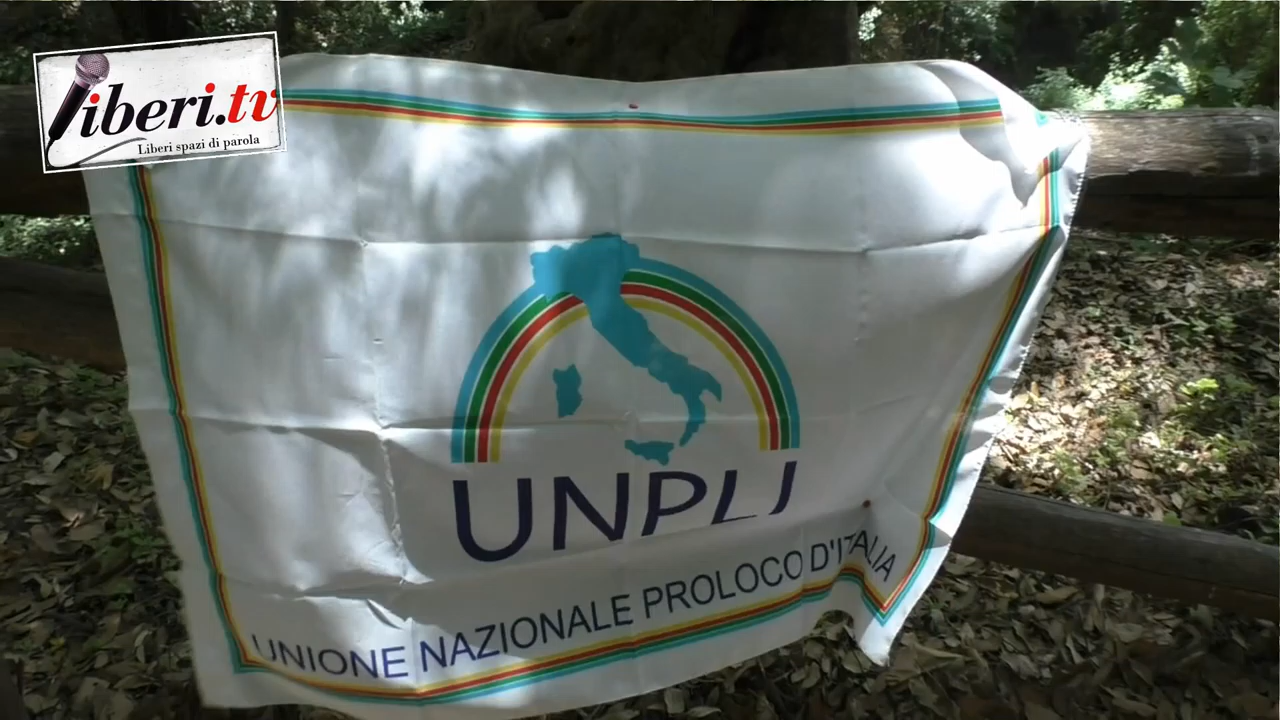 Liberi.tv
Liberi spazi di parola
UNPLI
UNIONE NAZIONALE PROLOCO D'ITALIA